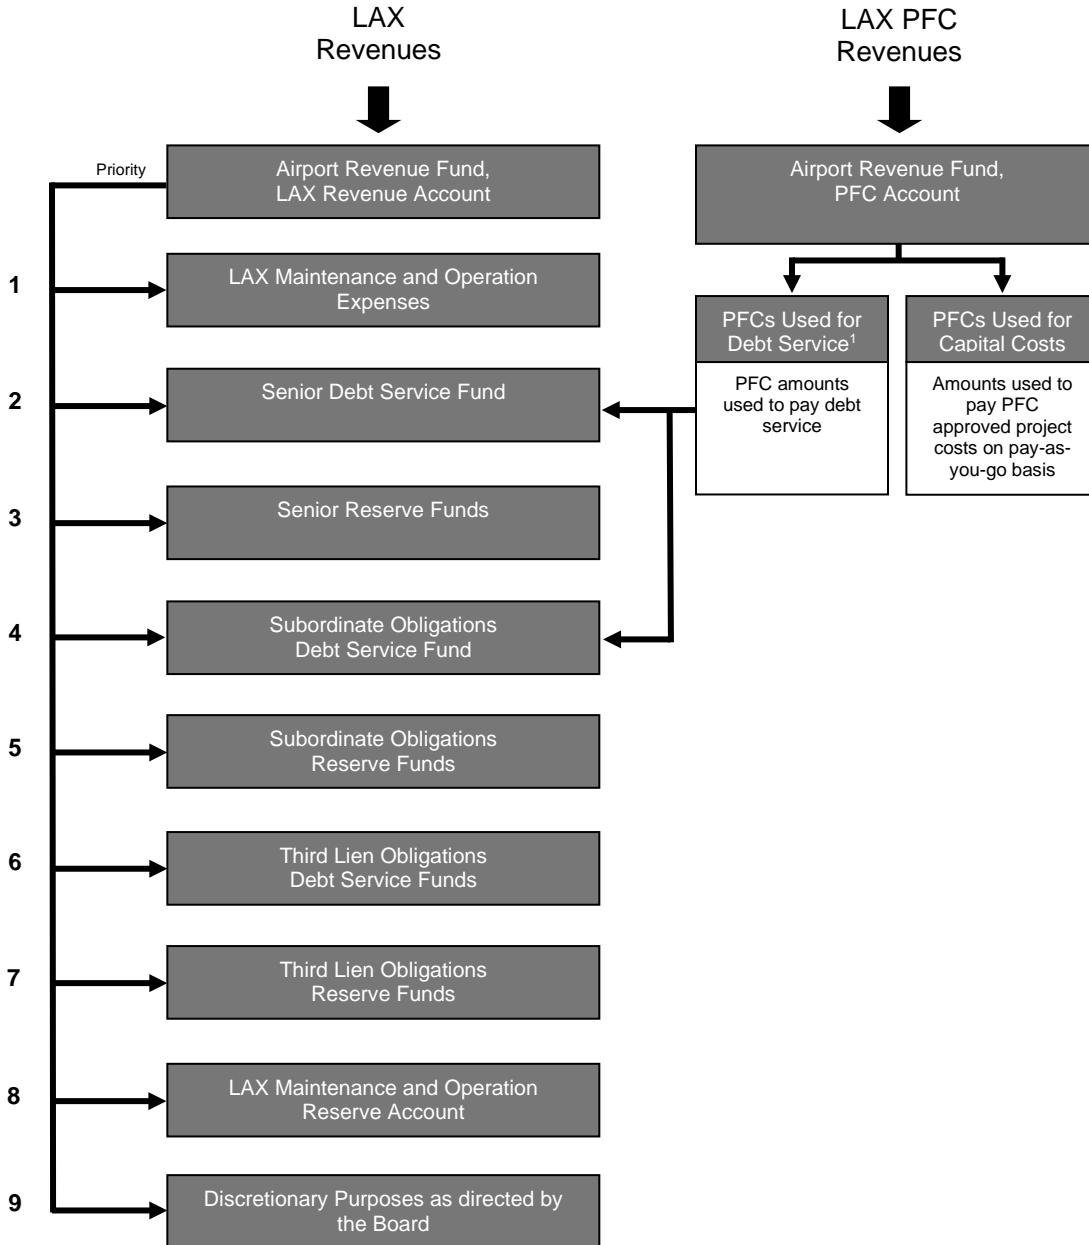 LAX
Revenues
LAX PFC
Revenues
Priority
Airport Revenue Fund,
LAX Revenue Account
Airport Revenue Fund,
PFC Account
1
LAX Maintenance and Operation
Expenses
PFCs Used for
Debt Service¹
PFC amounts
used to pay debt
service
PFCs Used for
Capital Costs
Amounts used to
pay PFC
approved project
costs on pay-as-
you-go basis
2
Senior Debt Service Fund
3
Senior Reserve Funds
4
Subordinate Obligations
Debt Service Fund
5
Subordinate Obligations
Reserve Funds
6
Third Lien Obligations
Debt Service Funds
7
Third Lien Obligations
Reserve Funds
8
LAX Maintenance and Operation
Reserve Account
9
Discretionary Purposes as directed by
the Board